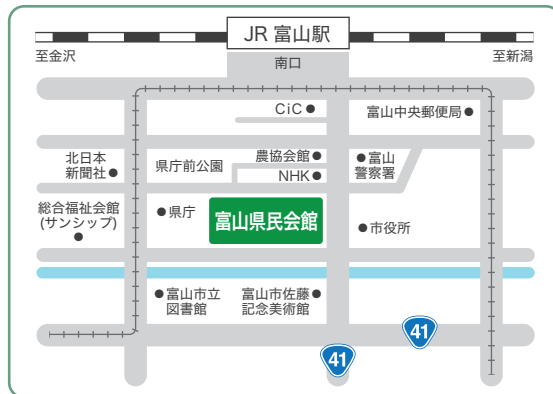 JR 富山駅
至金沢
南口
至新潟
CiC
富山中央郵便局
北日本
新聞社
県庁前公園
農協会館
NHK
富山
警察署
総合福祉会館
(サンシップ)
県庁
富山県民会館
市役所
富山市立
図書館
富山市佐藤
記念美術館
41
41